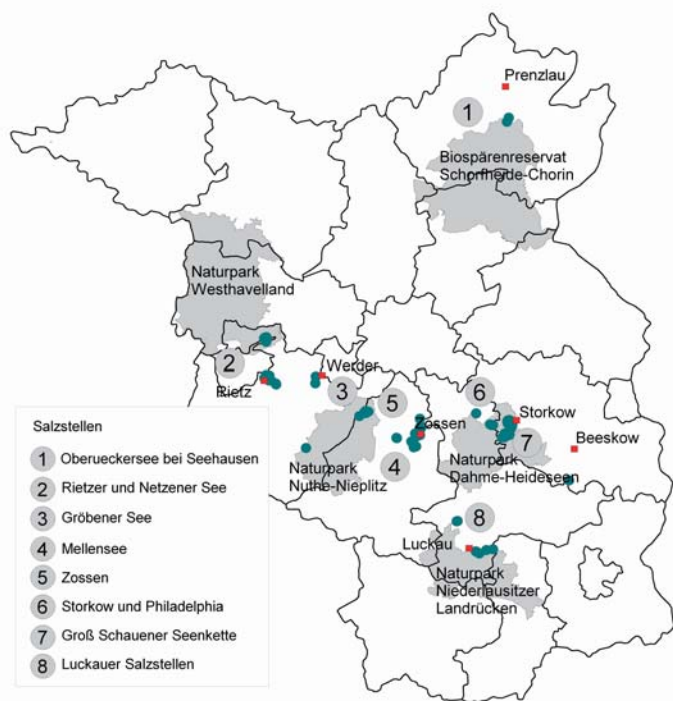 Prenzlau
1
Biospärenreservat
Schorfheide-Chorin
Naturpark
Westhavelland
2
Rietz
Werder
3
5
Zossen
4
6
Storkow
Beeskow
7
Naturpark
Nuthe-Nieplitz
Naturpark
Dahme-Heideseen
8
Luckau
Naturpark
Niederlausitzer
Landrücken
Salzstellen
1 Oberueckersee bei Seehausen
2 Rietzer und Netzener See
3 Gröbener See
4 Mellensee
5 Zossen
6 Storkow und Philadelphia
7 Groß Schauener Seenkette
8 Luckauer Salzstellen